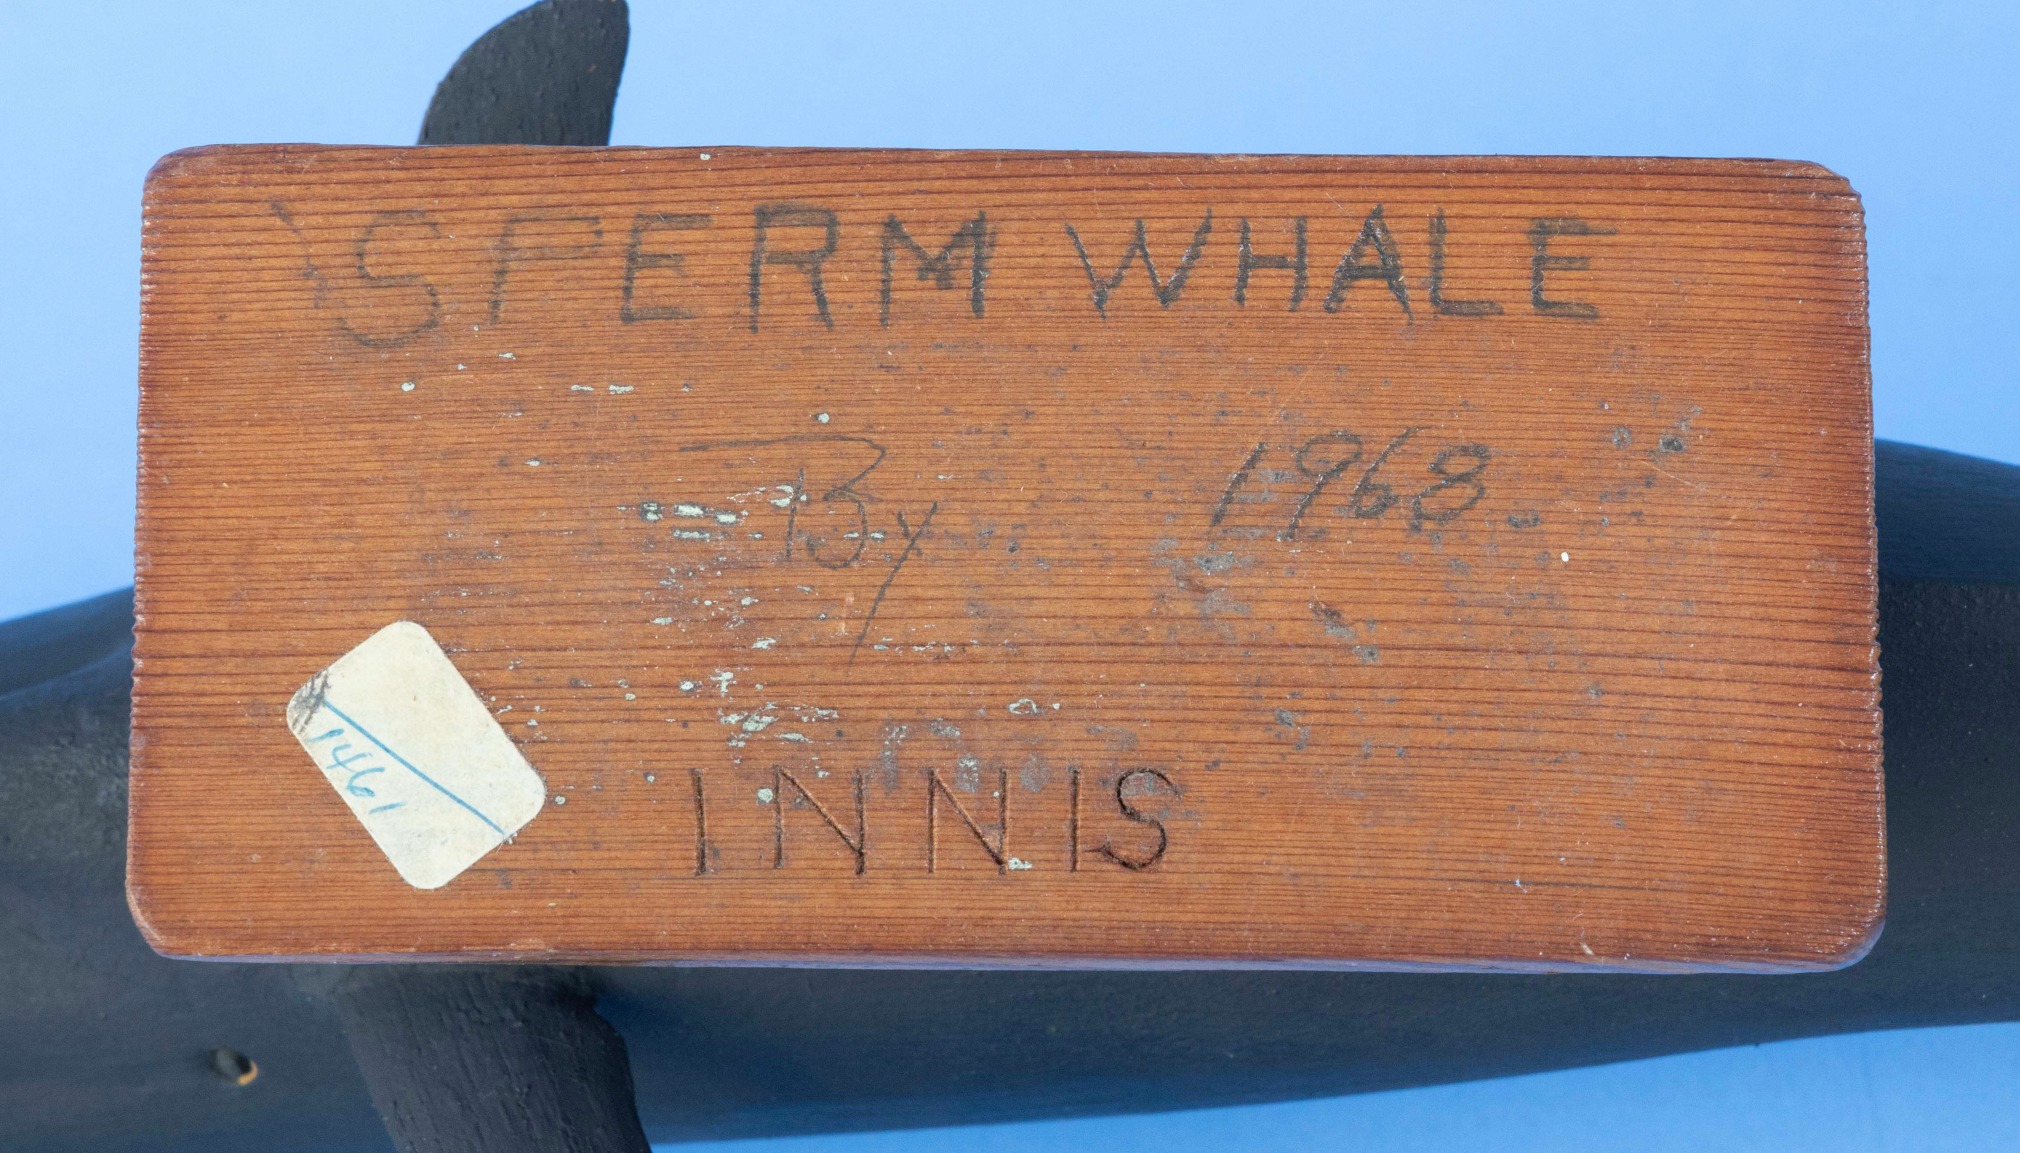 SPERM WHALE
By 1968
1461
INNIS